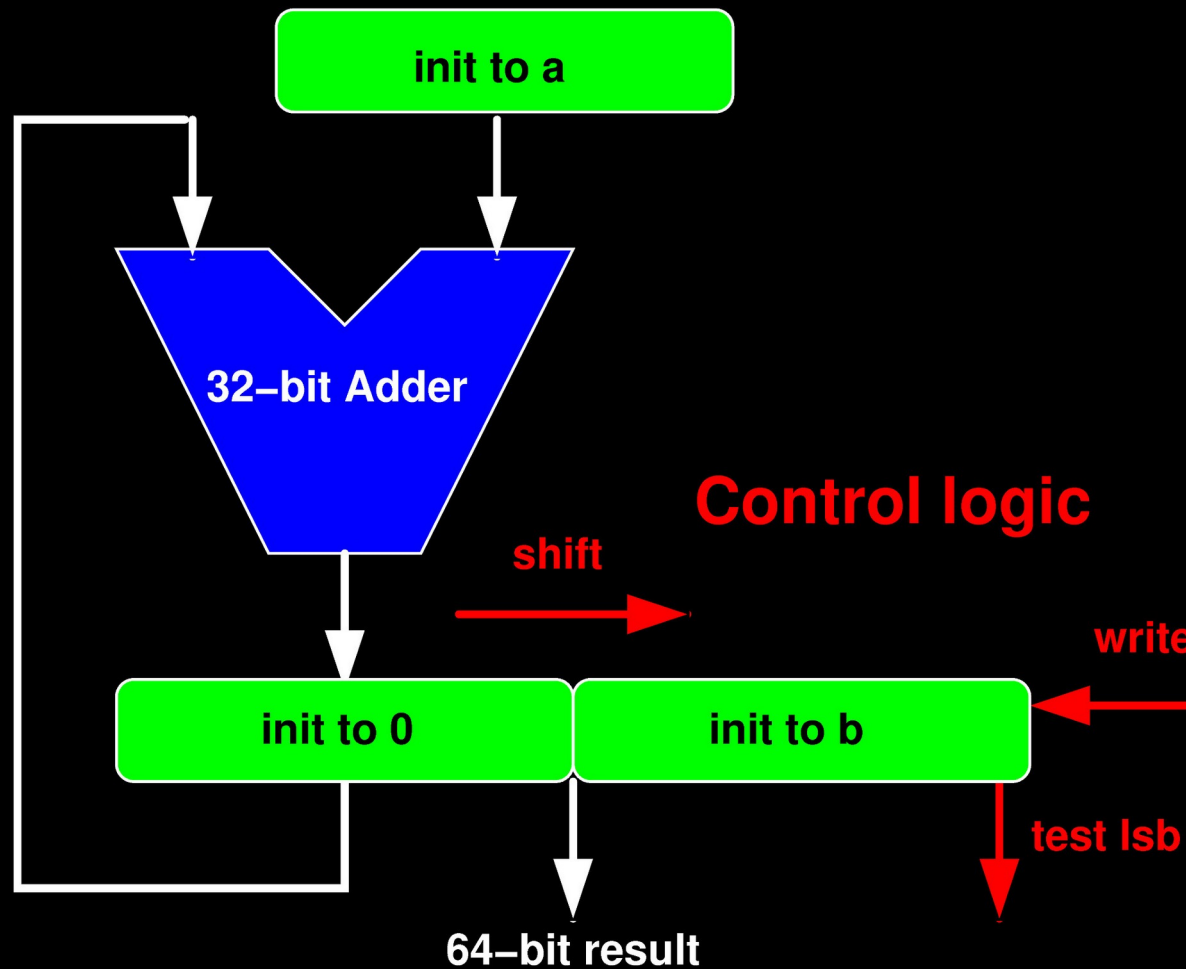 init to a
32−bit Adder
Control logic
shift
write
init to 0
init to b
test lsb
64−bit result